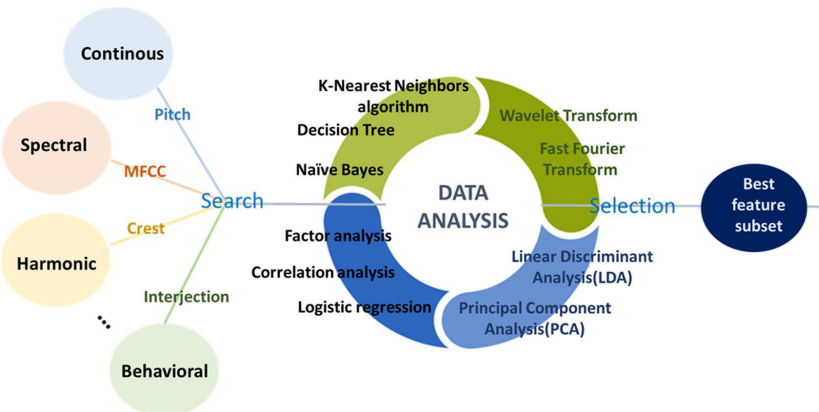 Continous
Pitch
Spectral
MFCC
Search
Crest
Harmonic
Interjection
...
Behavioral
K-Nearest Neighbors
algorithm
Decision Tree
Naïve Bayes
Wavelet Transform
Fast Fourier
Transform
DATA
ANALYSIS
Factor analysis
Correlation analysis
Logistic regression
Linear Discriminant
Analysis(LDA)
Principal Component
Analysis(PCA)
Selection
Best
feature
subset